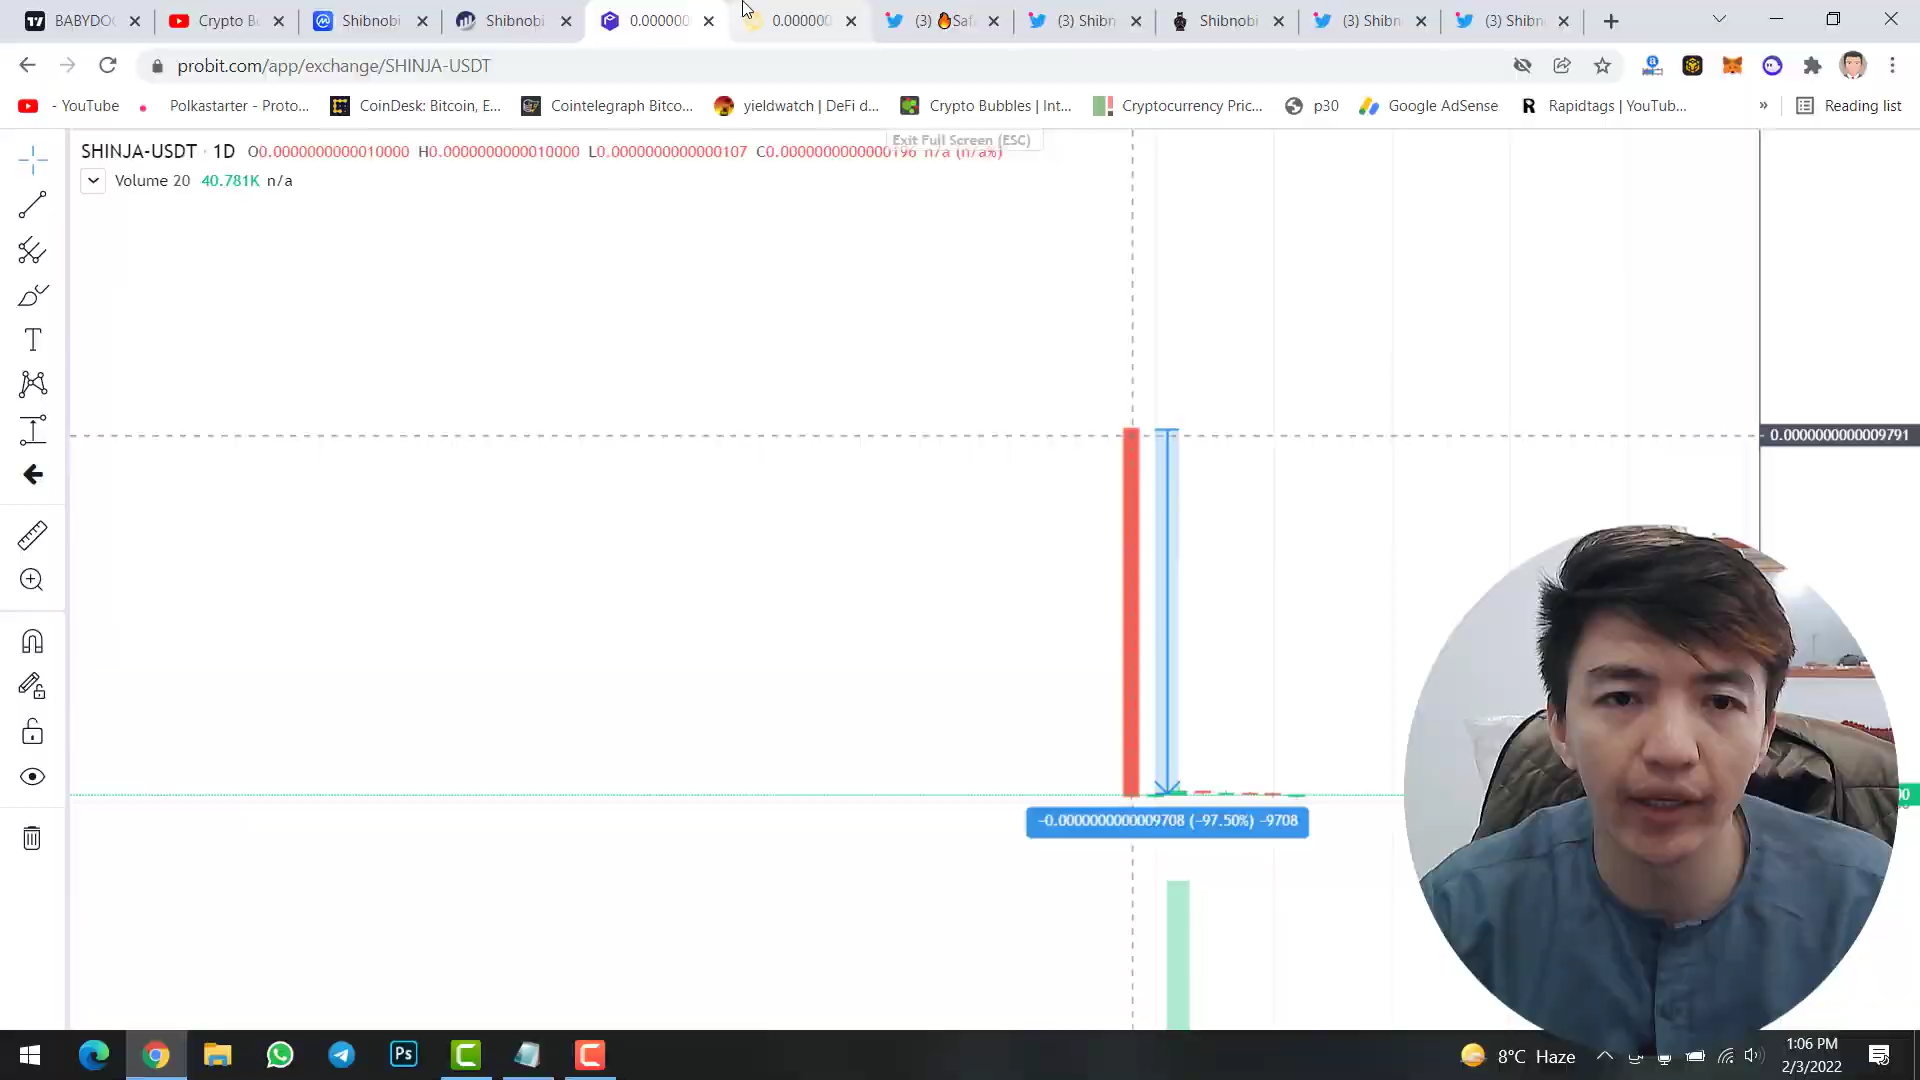 BABYDO
Crypto B
Shibnobi
Shibnobi
0.000000
0.000000
(3) 🔥Saf
(3) Shibn
Shibnobi
(3) Shibn
(3) Shibn
probit.com/app/exchange/SHINJA-USDT
- YouTube
Polkastarter - Proto...
CoinDesk: Bitcoin, E...
Cointelegraph Bitco...
yieldwatch | DeFi d...
Crypto Bubbles | Int...
Cryptocurrency Pric...
p30
Google AdSense
Rapidtags | YouTub...
»
Reading list
Exit Full Screen (ESC)
SHINJA-USDT · 1D O0.0000000000010000 H0.0000000000010000 L0.0000000000000107 C0.0000000000000196 n/a (n/a%)
Volume 20 40.781K n/a
0.0000000000009791
-0.0000000000009708 (-97.50%) -9708
8°C Haze
1:06 PM
2/3/2022